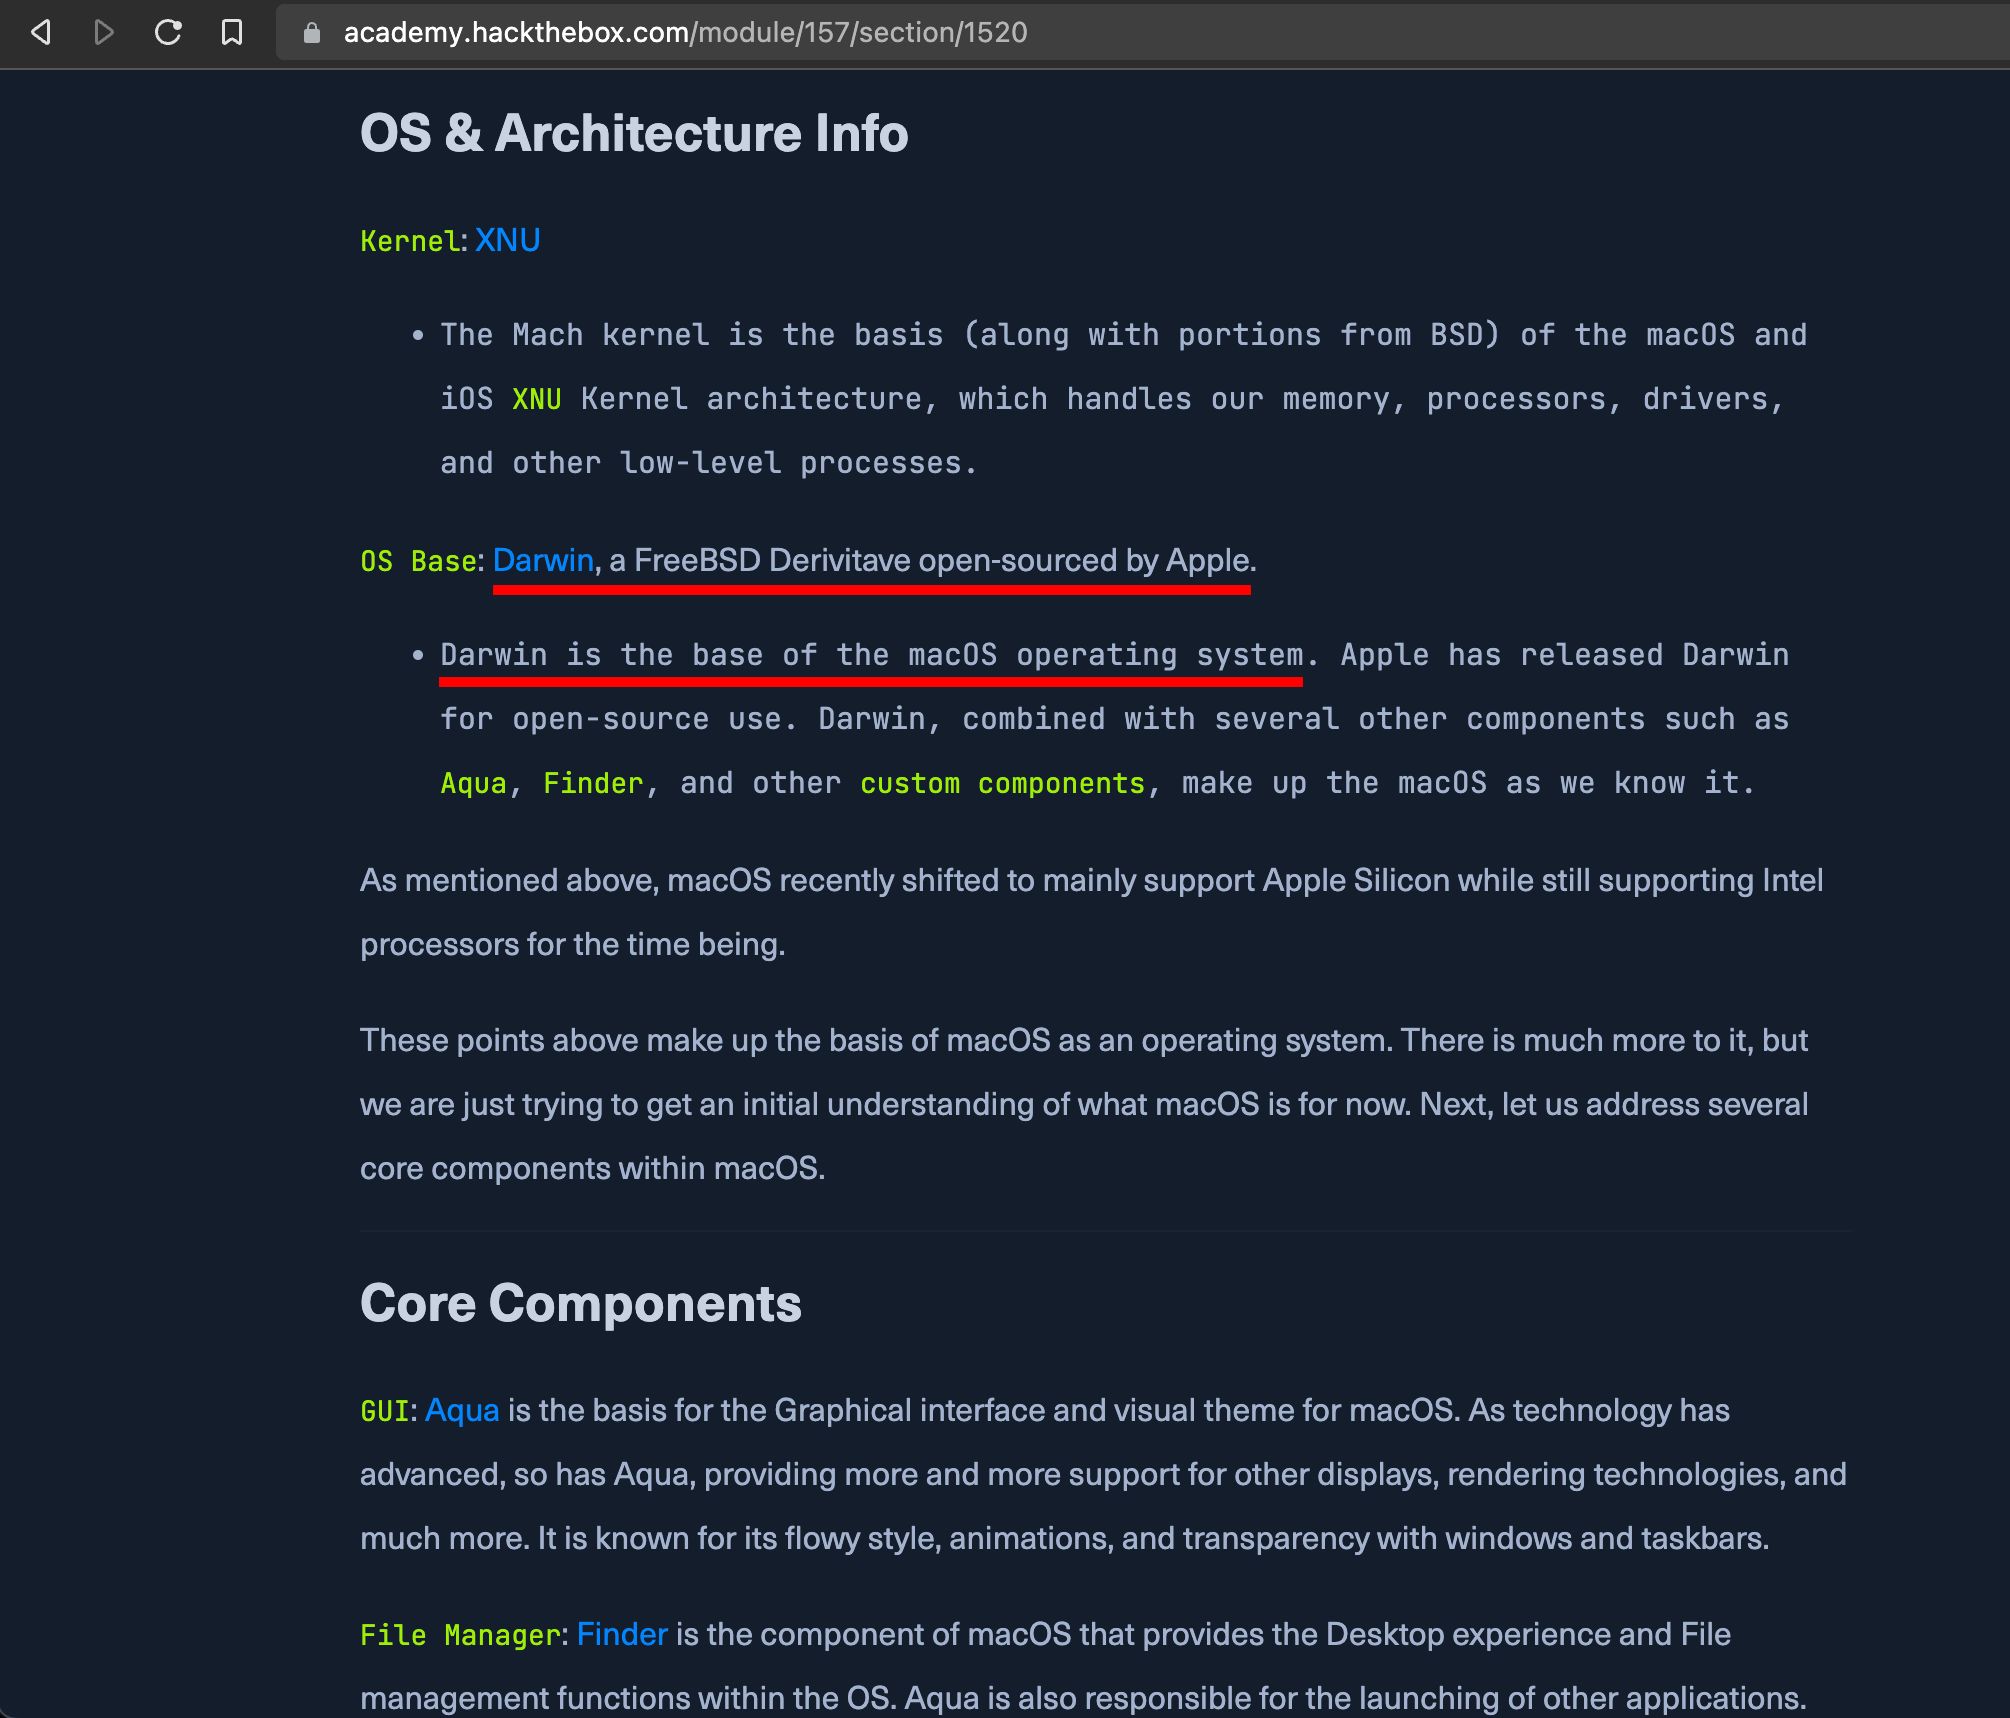 academy.hackthebox.com/module/157/section/1520
OS & Architecture Info
Kernel: XNU
• The Mach kernel is the basis (along with portions from BSD) of the macOS and
iOS XNU Kernel architecture, which handles our memory, processors, drivers,
and other low-level processes.
OS Base: Darwin, a FreeBSD Derivitave open-sourced by Apple.
• Darwin is the base of the macOS operating system. Apple has released Darwin
for open-source use. Darwin, combined with several other components such as
Aqua, Finder, and other custom components, make up the macOS as we know it.
As mentioned above, macOS recently shifted to mainly support Apple Silicon while still supporting Intel
processors for the time being.
These points above make up the basis of macOS as an operating system. There is much more to it, but
we are just trying to get an initial understanding of what macOS is for now. Next, let us address several
core components within macOS.
Core Components
GUI: Aqua is the basis for the Graphical interface and visual theme for macOS. As technology has
advanced, so has Aqua, providing more and more support for other displays, rendering technologies, and
much more. It is known for its flowy style, animations, and transparency with windows and taskbars.
File Manager: Finder is the component of macOS that provides the Desktop experience and File
management functions within the OS. Aqua is also responsible for the launching of other applications.